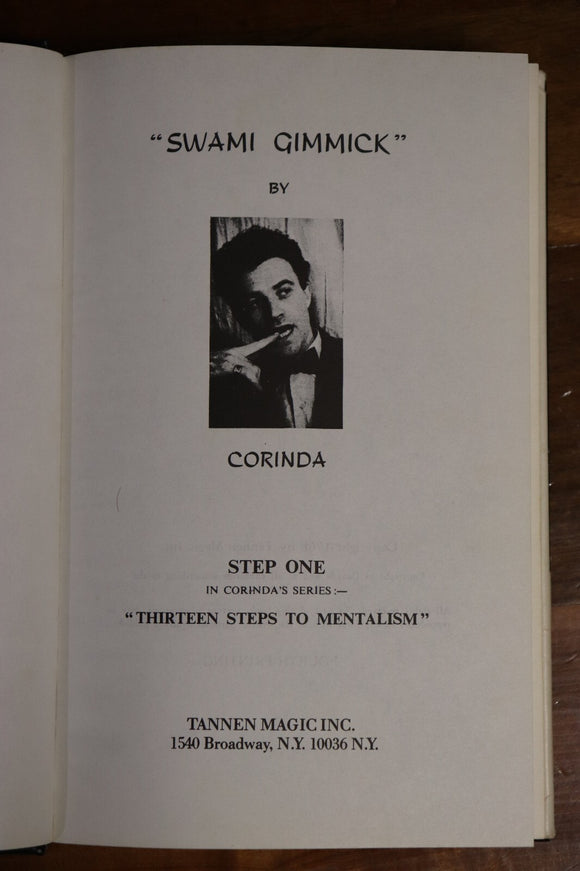 “SWAMI GIMMICK”
BY
CORINDA
STEP ONE
IN CORINDA'S SERIES :—
“THIRTEEN STEPS TO MENTALISM”
TANNEN MAGIC INC.
1540 Broadway, N.Y. 10036 N.Y.